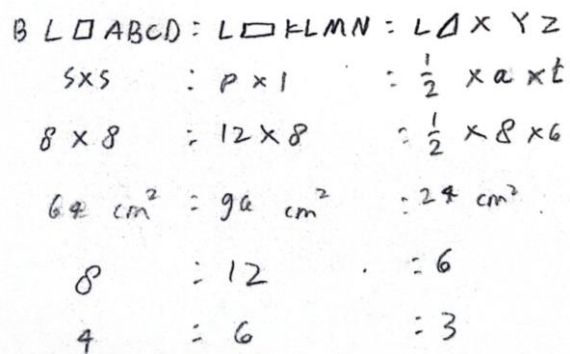 B L □ ABCD : L ▭ KLMN : L △ X Y Z
S x S : P x l : 1/2 x a x t
8 x 8 : 12 x 8 : 1/2 x 8 x 6
64 cm² : 96 cm² : 24 cm².
8 : 12 : 6
4 : 6 : 3